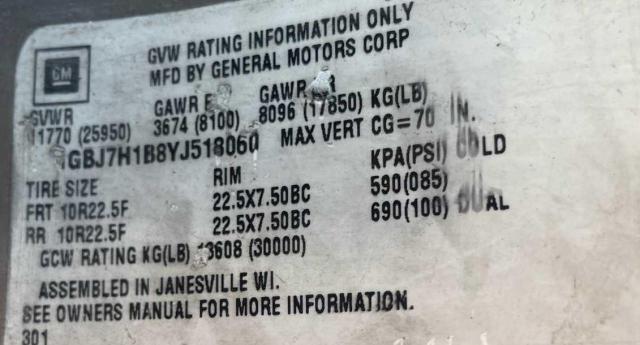 GVW RATING INFORMATION ONLY
MFD BY GENERAL MOTORS CORP
GM
GVWR GAWR F GAWR
11770 (25950) 3674 (8100) 8096 (17850) KG(LB)
GBJ7H1B8YJ518060 MAX VERT CG=70 IN.
TIRE SIZE RIM KPA(PSI) COLD
FRT 10R22.5F 22.5X7.50BC 590(085)
RR 10R22.5F 22.5X7.50BC 690(100) DUAL
GCW RATING KG(LB) 13608 (30000)
ASSEMBLED IN JANESVILLE WI.
SEE OWNERS MANUAL FOR MORE INFORMATION.
301